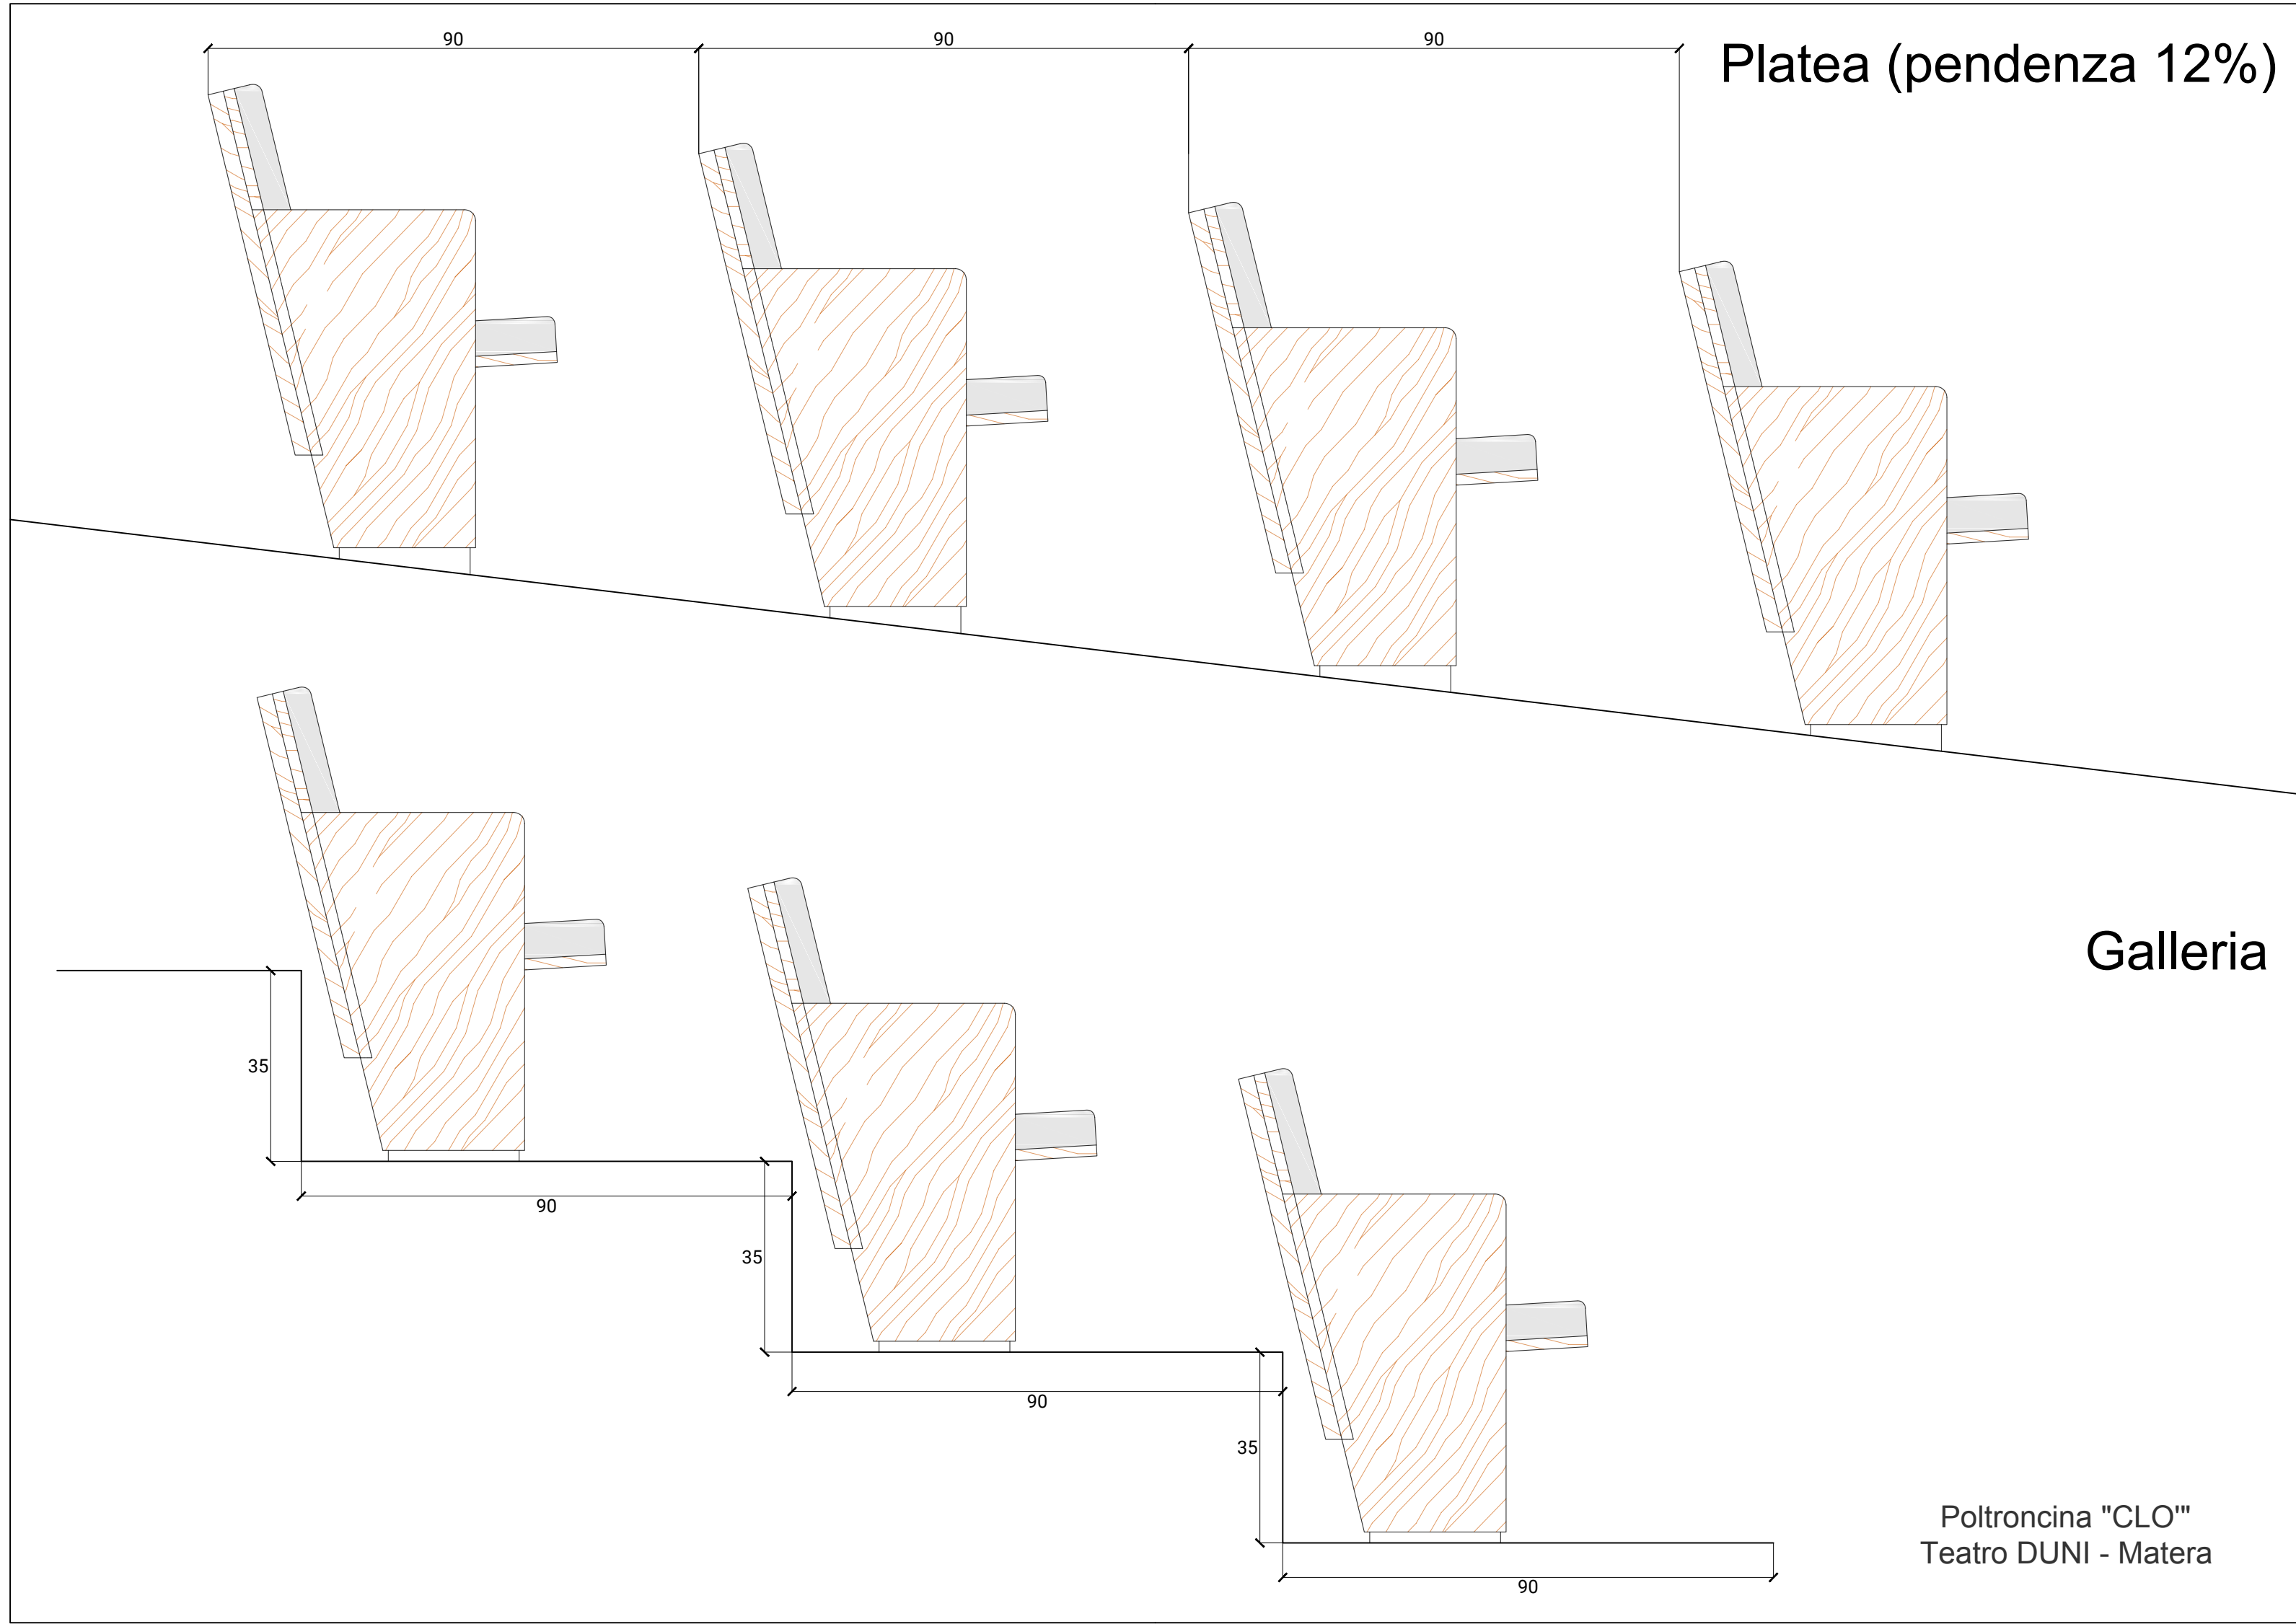 90
90
90
Platea (pendenza 12%)
Galleria
35
90
35
90
35
90
Poltroncina "CLO'"
Teatro DUNI - Matera